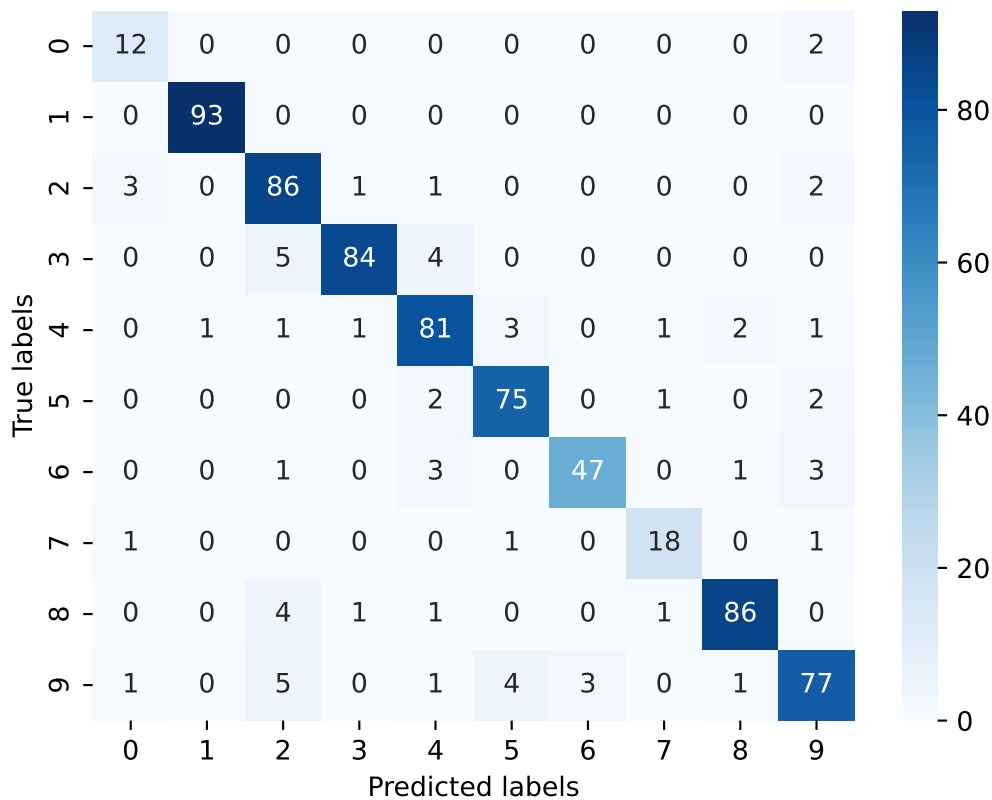 0 12 0 0 0 0 0 0 0 0 2
1 0 93 0 0 0 0 0 0 0 0
2 3 0 86 1 1 0 0 0 0 2
3 0 0 5 84 4 0 0 0 0 0
4 0 1 1 1 81 3 0 1 2 1
5 0 0 0 0 2 75 0 1 0 2
6 0 0 1 0 3 0 47 0 1 3
7 1 0 0 0 0 1 0 18 0 1
8 0 0 4 1 1 0 0 1 86 0
9 1 0 5 0 1 4 3 0 1 77
0 1 2 3 4 5 6 7 8 9
Predicted labels
True labels
80
60
40
20
0